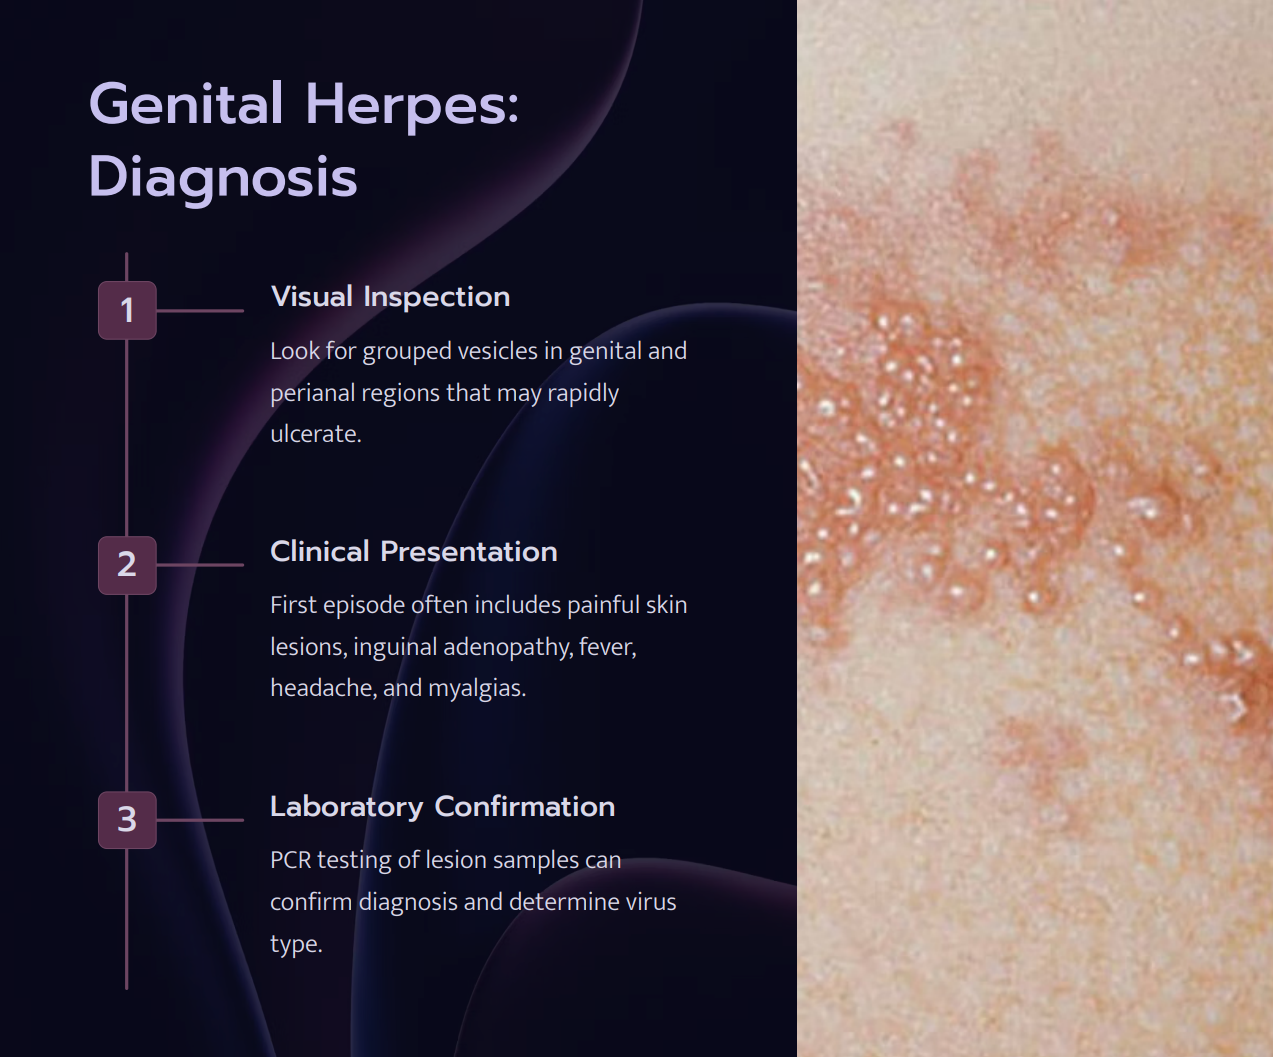 Genital Herpes:
Diagnosis
1
Visual Inspection
Look for grouped vesicles in genital and
perianal regions that may rapidly
ulcerate.
2
Clinical Presentation
First episode often includes painful skin
lesions, inguinal adenopathy, fever,
headache, and myalgias.
3
Laboratory Confirmation
PCR testing of lesion samples can
confirm diagnosis and determine virus
type.